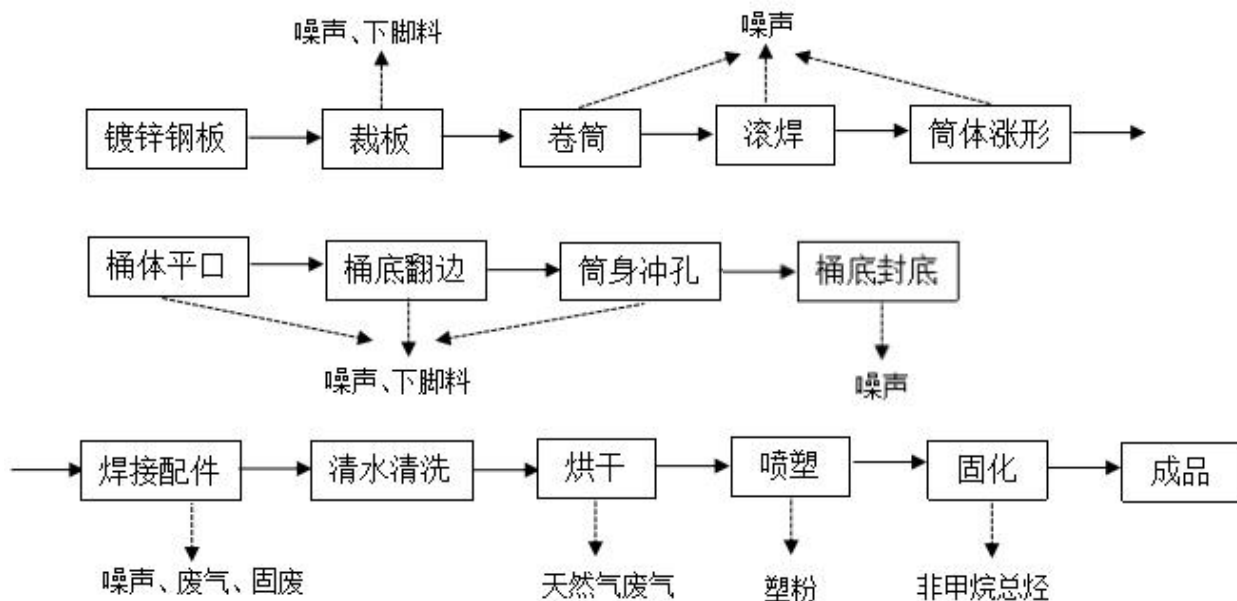 噪声、下脚料
噪声
镀锌钢板
裁板
卷筒
滚焊
筒体涨形
桶体平口
桶底翻边
筒身冲孔
桶底封底
噪声、下脚料
噪声
焊接配件
清水清洗
烘干
喷塑
固化
成品
噪声、废气、固废
天然气废气
塑粉
非甲烷总烃